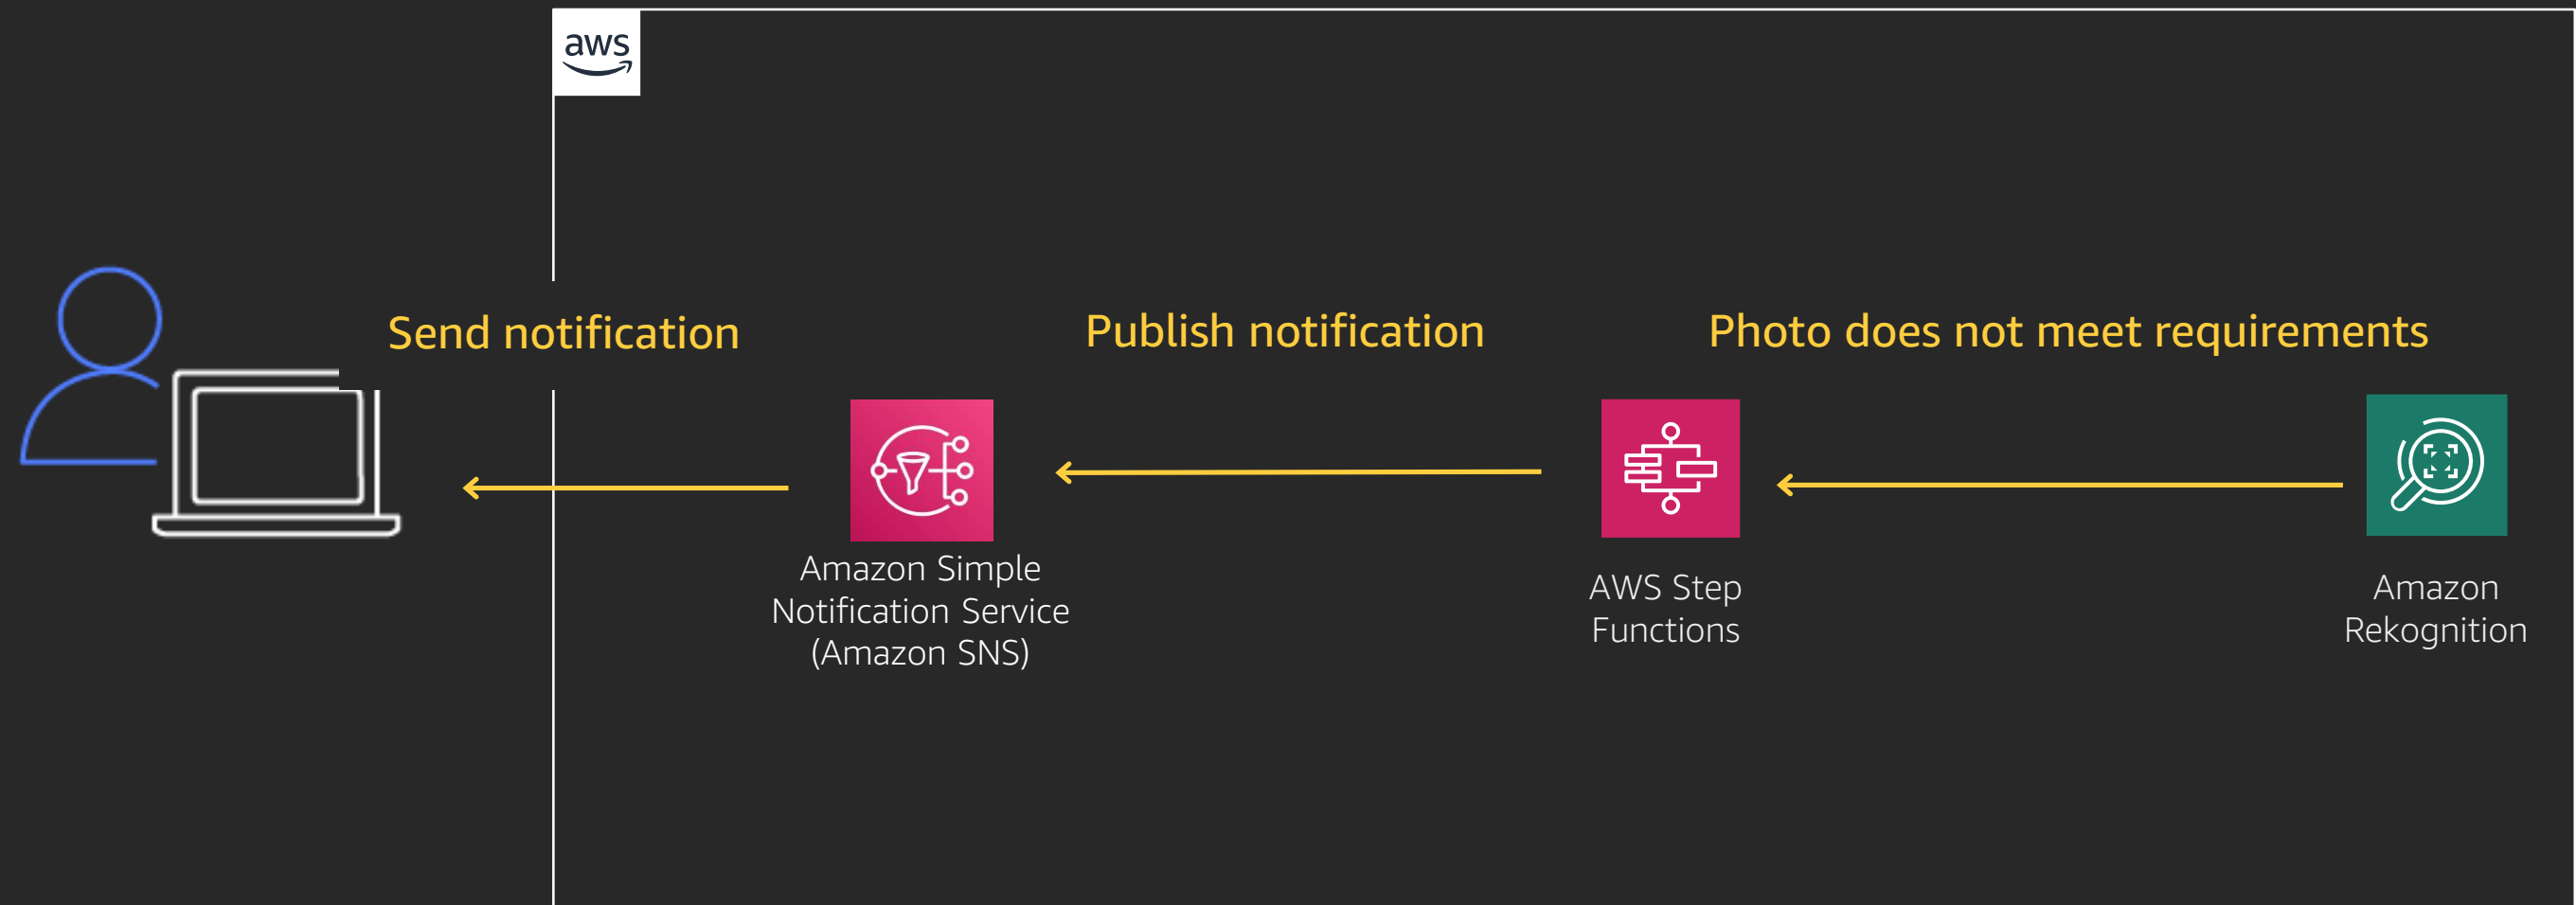 aws
Send notification
Publish notification
Photo does not meet requirements
Amazon Simple
Notification Service
(Amazon SNS)
AWS Step
Functions
Amazon
Rekognition